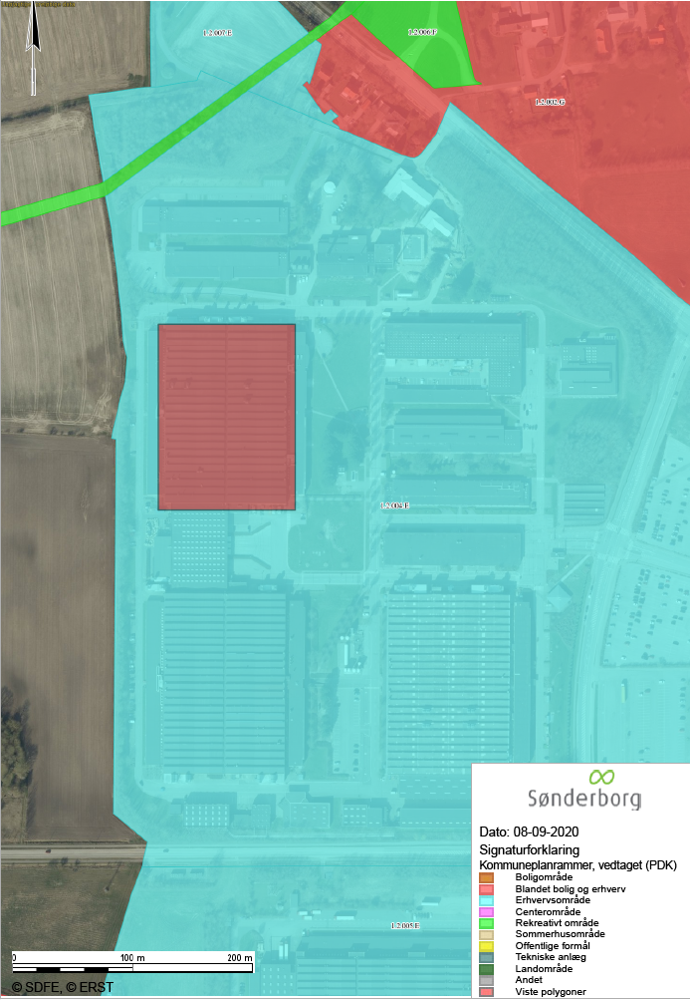 1.2.007.E
1.2.006.F
1.2.002.G
1.2.004.E
1.2.005.E
Sønderborg
Dato: 08-09-2020
Signaturforklaring
Kommuneplanrammer, vedtaget (PDK)
Boligområde
Blandet bolig og erhverv
Erhvervsområde
Centerområde
Rekreativt område
Sommerhusområde
Offentlige formål
Tekniske anlæg
Landområde
Andet
Viste polygoner
0 100 m 200 m
© SDFE, © ERST